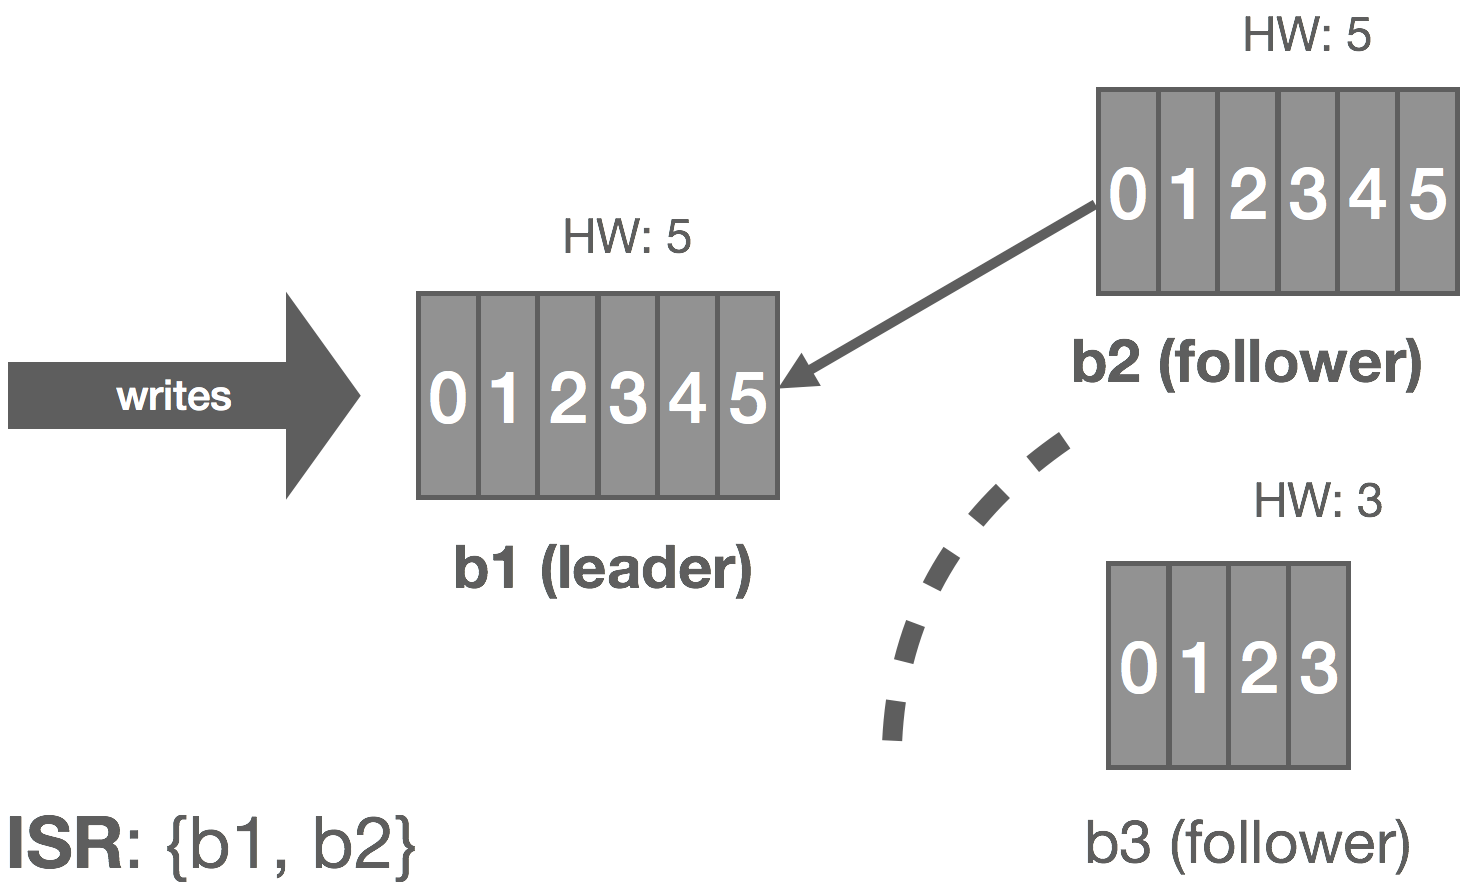 HW: 5
0 1 2 3 4 5
b2 (follower)
HW: 5
writes
0 1 2 3 4 5
b1 (leader)
HW: 3
0 1 2 3
b3 (follower)
ISR: {b1, b2}